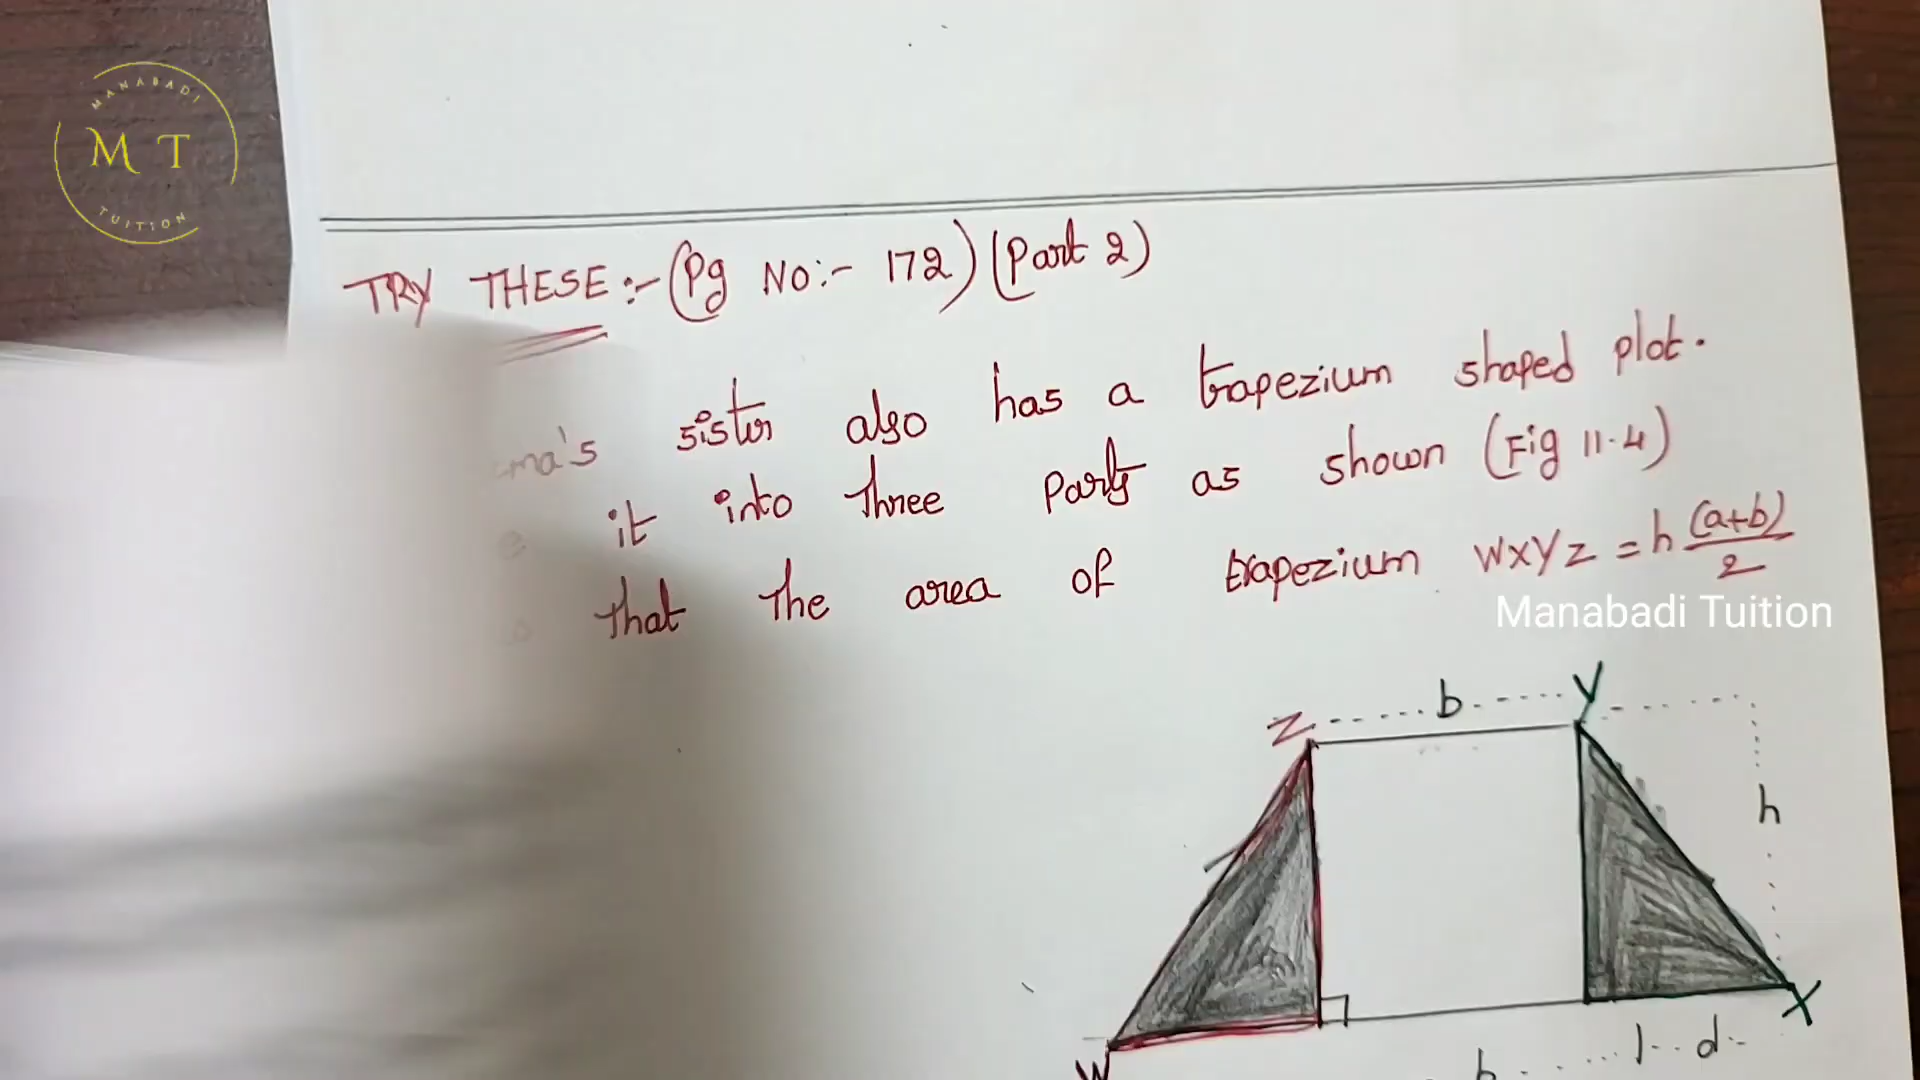 MANABADI
M T
TUITION
TRY THESE :- (Pg No:- 172) (Part 2)
sister also has a trapezium shaped plot.
it into three Parts as shown (Fig 11.4)
that the area of trapezium WXYZ = h (a+b)/2
Manabadi Tuition
Z b Y
h
W X
b d